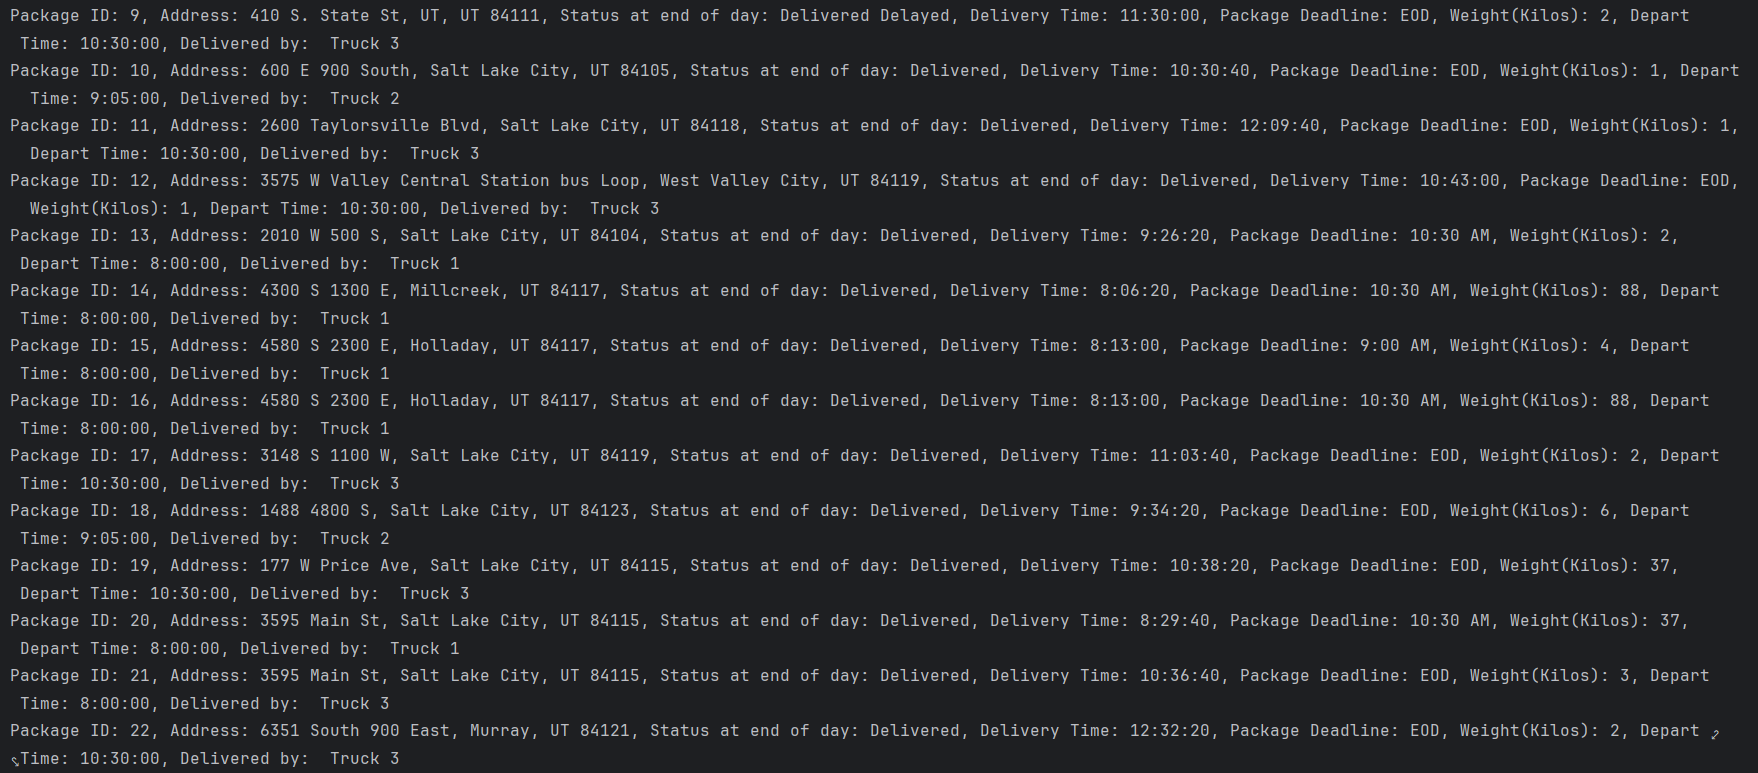 Package ID: 9, Address: 410 S. State St, UT, UT 84111, Status at end of day: Delivered Delayed, Delivery Time: 11:30:00, Package Deadline: EOD, Weight(Kilos): 2, Depart
Time: 10:30:00, Delivered by:  Truck 3
Package ID: 10, Address: 600 E 900 South, Salt Lake City, UT 84105, Status at end of day: Delivered, Delivery Time: 10:30:40, Package Deadline: EOD, Weight(Kilos): 1, Depart
Time: 9:05:00, Delivered by:  Truck 2
Package ID: 11, Address: 2600 Taylorsville Blvd, Salt Lake City, UT 84118, Status at end of day: Delivered, Delivery Time: 12:09:40, Package Deadline: EOD, Weight(Kilos): 1,
Depart Time: 10:30:00, Delivered by:  Truck 3
Package ID: 12, Address: 3575 W Valley Central Station bus Loop, West Valley City, UT 84119, Status at end of day: Delivered, Delivery Time: 10:43:00, Package Deadline: EOD,
Weight(Kilos): 1, Depart Time: 10:30:00, Delivered by:  Truck 3
Package ID: 13, Address: 2010 W 500 S, Salt Lake City, UT 84104, Status at end of day: Delivered, Delivery Time: 9:26:20, Package Deadline: 10:30 AM, Weight(Kilos): 2,
Depart Time: 8:00:00, Delivered by:  Truck 1
Package ID: 14, Address: 4300 S 1300 E, Millcreek, UT 84117, Status at end of day: Delivered, Delivery Time: 8:06:20, Package Deadline: 10:30 AM, Weight(Kilos): 88, Depart
Time: 8:00:00, Delivered by:  Truck 1
Package ID: 15, Address: 4580 S 2300 E, Holladay, UT 84117, Status at end of day: Delivered, Delivery Time: 8:13:00, Package Deadline: 9:00 AM, Weight(Kilos): 4, Depart
Time: 8:00:00, Delivered by:  Truck 1
Package ID: 16, Address: 4580 S 2300 E, Holladay, UT 84117, Status at end of day: Delivered, Delivery Time: 8:13:00, Package Deadline: 10:30 AM, Weight(Kilos): 88, Depart
Time: 8:00:00, Delivered by:  Truck 1
Package ID: 17, Address: 3148 S 1100 W, Salt Lake City, UT 84119, Status at end of day: Delivered, Delivery Time: 11:03:40, Package Deadline: EOD, Weight(Kilos): 2, Depart
Time: 10:30:00, Delivered by:  Truck 3
Package ID: 18, Address: 1488 4800 S, Salt Lake City, UT 84123, Status at end of day: Delivered, Delivery Time: 9:34:20, Package Deadline: EOD, Weight(Kilos): 6, Depart
Time: 9:05:00, Delivered by:  Truck 2
Package ID: 19, Address: 177 W Price Ave, Salt Lake City, UT 84115, Status at end of day: Delivered, Delivery Time: 10:38:20, Package Deadline: EOD, Weight(Kilos): 37,
Depart Time: 10:30:00, Delivered by:  Truck 3
Package ID: 20, Address: 3595 Main St, Salt Lake City, UT 84115, Status at end of day: Delivered, Delivery Time: 8:29:40, Package Deadline: 10:30 AM, Weight(Kilos): 37,
Depart Time: 8:00:00, Delivered by:  Truck 1
Package ID: 21, Address: 3595 Main St, Salt Lake City, UT 84115, Status at end of day: Delivered, Delivery Time: 10:36:40, Package Deadline: EOD, Weight(Kilos): 3, Depart
Time: 8:00:00, Delivered by:  Truck 3
Package ID: 22, Address: 6351 South 900 East, Murray, UT 84121, Status at end of day: Delivered, Delivery Time: 12:32:20, Package Deadline: EOD, Weight(Kilos): 2, Depart
Time: 10:30:00, Delivered by:  Truck 3